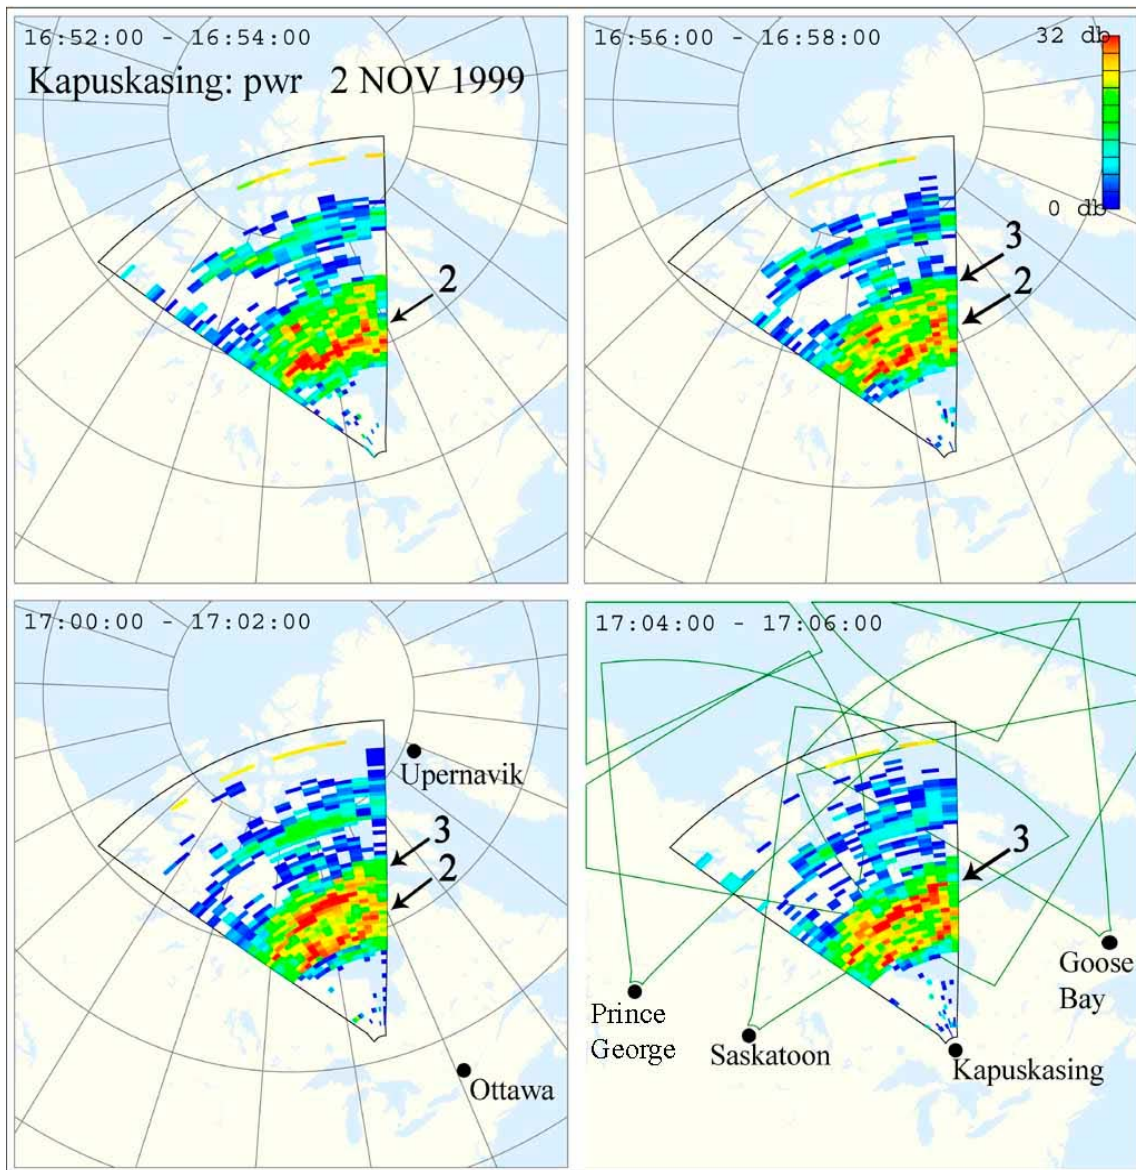 16:52:00 - 16:54:00
Kapuskasing: pwr 2 NOV 1999
2
16:56:00 - 16:58:00
32 db
0 db
3
2
17:00:00 - 17:02:00
Upernavik
3
2
Ottawa
17:04:00 - 17:06:00
3
Goose
Bay
Prince
George
Saskatoon
Kapuskasing